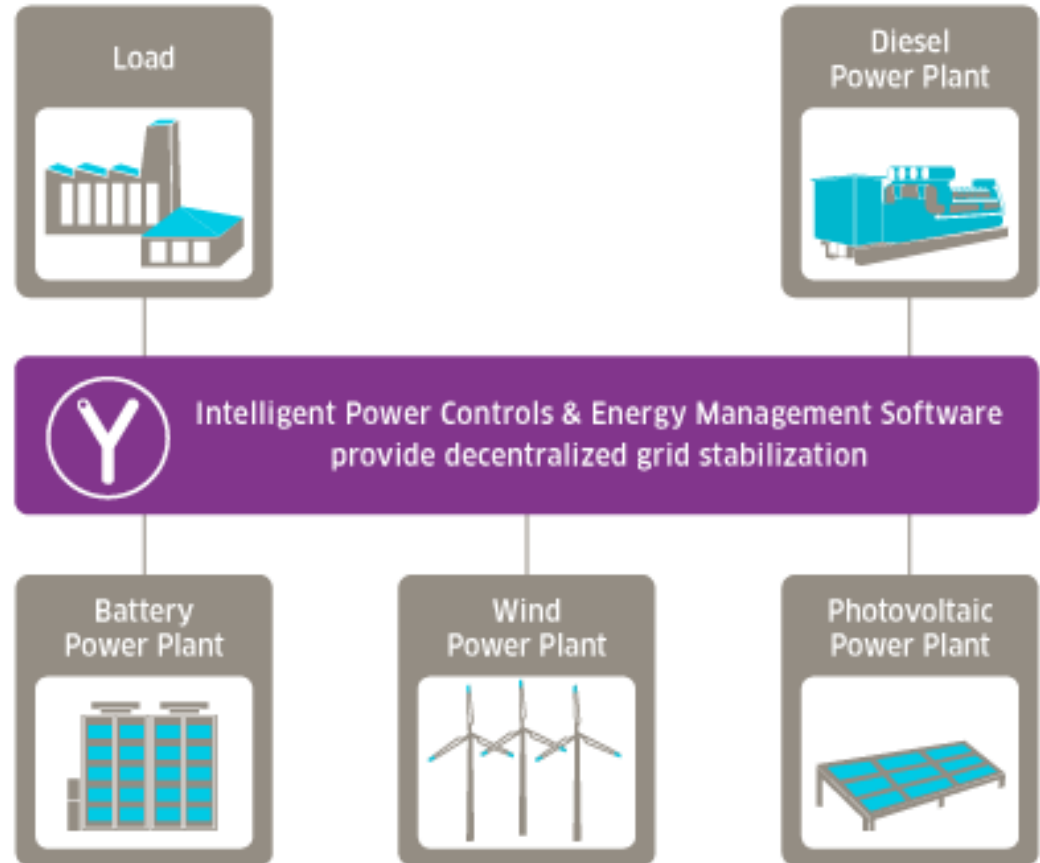 Load
Diesel
Power Plant
Y
Intelligent Power Controls & Energy Management Software
provide decentralized grid stabilization
Battery
Power Plant
Wind
Power Plant
Photovoltaic
Power Plant